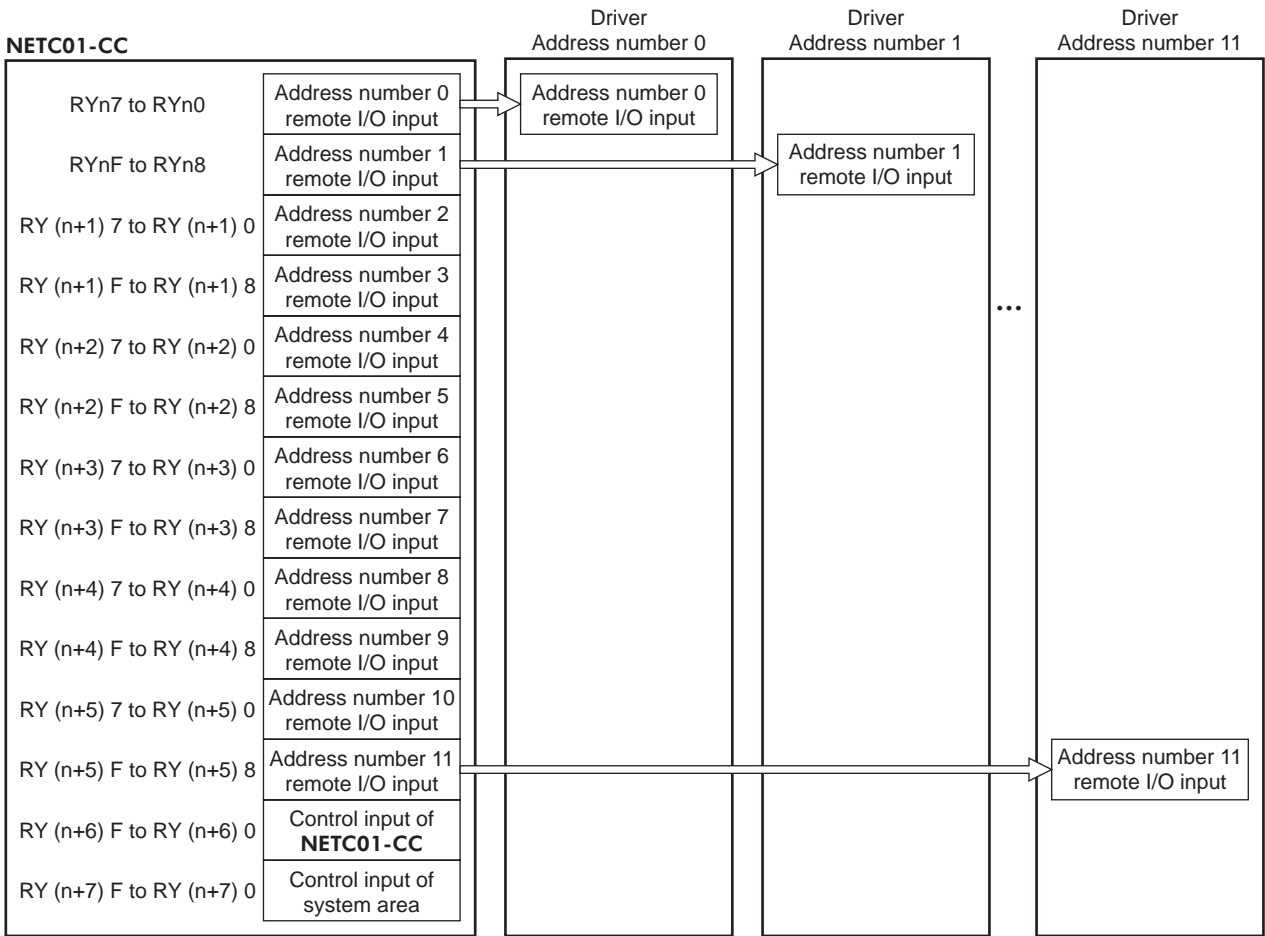 Driver
Address number 0
Driver
Address number 1
Driver
Address number 11
NETC01-CC
RYn7 to RYn0
Address number 0
remote I/O input
Address number 0
remote I/O input
RYnF to RYn8
Address number 1
remote I/O input
Address number 1
remote I/O input
RY (n+1) 7 to RY (n+1) 0
Address number 2
remote I/O input
RY (n+1) F to RY (n+1) 8
Address number 3
remote I/O input
...
RY (n+2) 7 to RY (n+2) 0
Address number 4
remote I/O input
RY (n+2) F to RY (n+2) 8
Address number 5
remote I/O input
RY (n+3) 7 to RY (n+3) 0
Address number 6
remote I/O input
RY (n+3) F to RY (n+3) 8
Address number 7
remote I/O input
RY (n+4) 7 to RY (n+4) 0
Address number 8
remote I/O input
RY (n+4) F to RY (n+4) 8
Address number 9
remote I/O input
RY (n+5) 7 to RY (n+5) 0
Address number 10
remote I/O input
RY (n+5) F to RY (n+5) 8
Address number 11
remote I/O input
Address number 11
remote I/O input
RY (n+6) F to RY (n+6) 0
Control input of
NETC01-CC
RY (n+7) F to RY (n+7) 0
Control input of
system area